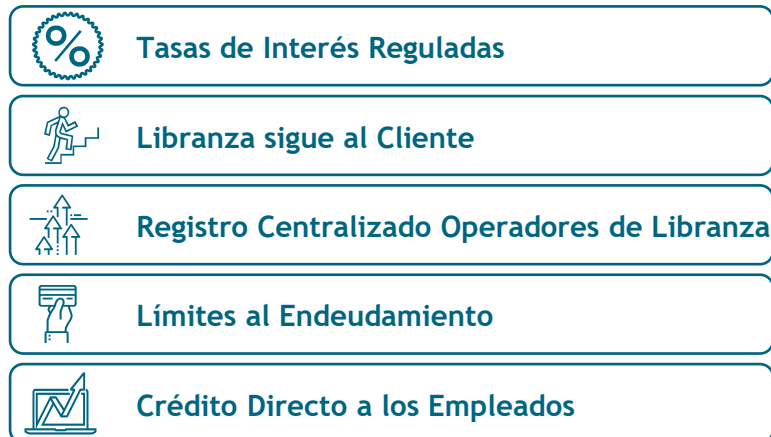 Tasas de Interés Reguladas
Libranza sigue al Cliente
Registro Centralizado Operadores de Libranza
Límites al Endeudamiento
Crédito Directo a los Empleados